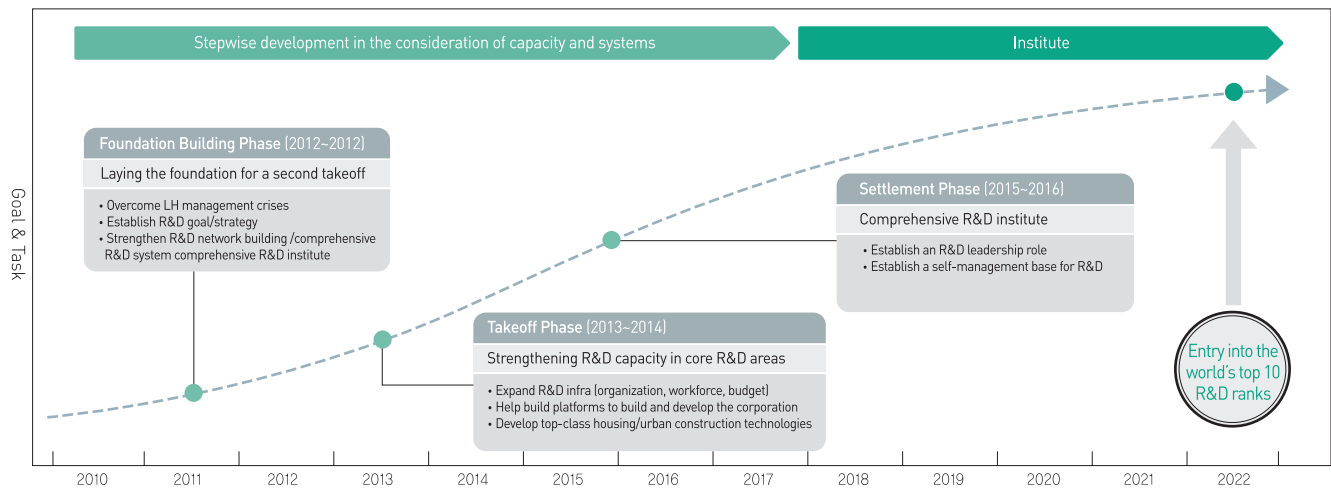 Stepwise development in the consideration of capacity and systems
Institute
Goal & Task
Foundation Building Phase (2012~2012)
Laying the foundation for a second takeoff
• Overcome LH management crises
• Establish R&D goal/strategy
• Strengthen R&D network building /comprehensive
R&D system comprehensive R&D institute
Takeoff Phase (2013~2014)
Strengthening R&D capacity in core R&D areas
• Expand R&D infra (organization, workforce, budget)
• Help build platforms to build and develop the corporation
• Develop top-class housing/urban construction technologies
Settlement Phase (2015~2016)
Comprehensive R&D institute
• Establish an R&D leadership role
• Establish a self-management base for R&D
Entry into the
world's top 10
R&D ranks
2010 2011 2012 2013 2014 2015 2016 2017 2018 2019 2020 2021 2022